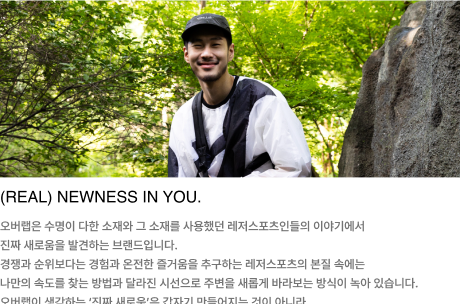 (REAL) NEWNESS IN YOU.
오버랩은 수명이 다한 소재와 그 소재를 사용했던 레저스포츠인들의 이야기에서
진짜 새로움을 발견하는 브랜드입니다.
경쟁과 순위보다는 경험과 온전한 즐거움을 추구하는 레저스포츠의 본질 속에는
나만의 속도를 찾는 방법과 달라진 시선으로 주변을 새롭게 바라보는 방식이 녹아 있습니다.
오버랩이 생각하는 ‘진짜 새로움’은 갑자기 만들어지는 것이 아니라